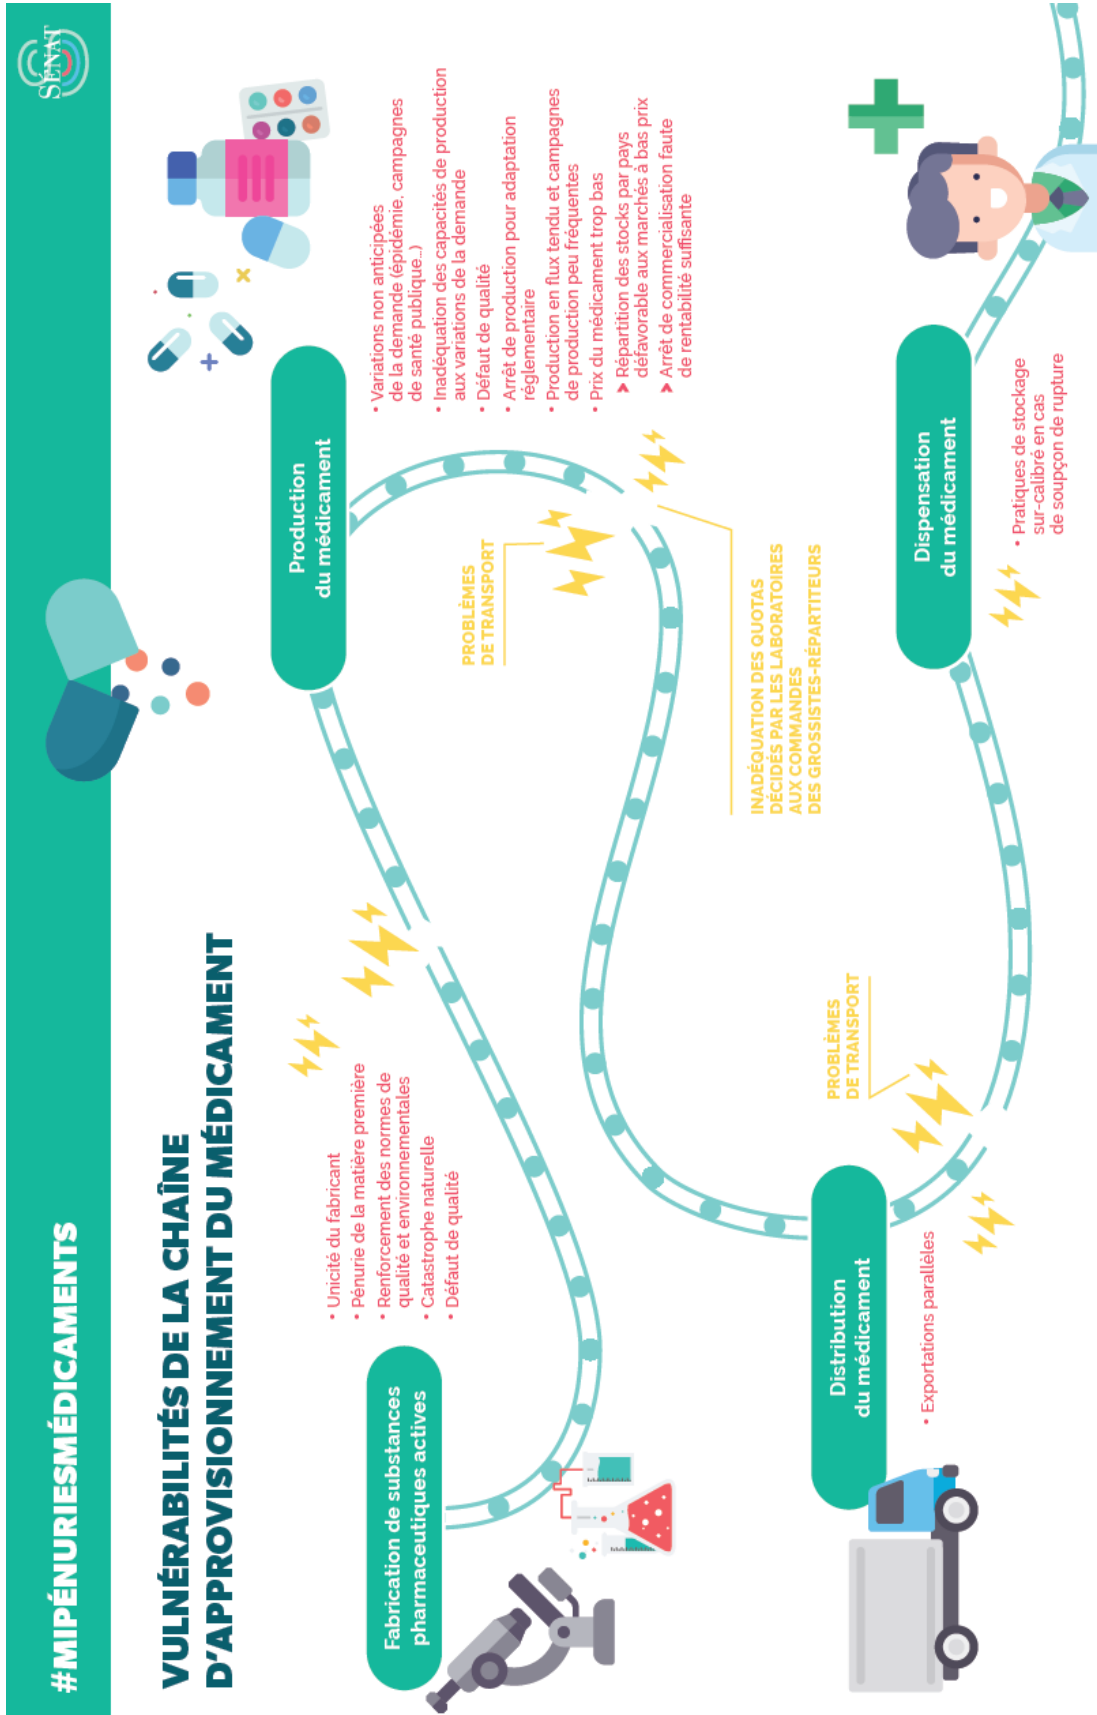 #MIPÉNURIESMÉDICAMENTS
SÉNAT
VULNÉRABILITÉS DE LA CHAÎNE
D'APPROVISIONNEMENT DU MÉDICAMENT
Fabrication de substances
pharmaceutiques actives
• Unicité du fabricant
• Pénurie de la matière première
• Renforcement des normes de
qualité et environnementales
• Catastrophe naturelle
• Défaut de qualité
Production
du médicament
• Variations non anticipées
de la demande (épidémie, campagnes
de santé publique…)
• Inadéquation des capacités de production
aux variations de la demande
• Défaut de qualité
• Arrêt de production pour adaptation
réglementaire
• Production en flux tendu et campagnes
de production peu fréquentes
• Prix du médicament trop bas
> Répartition des stocks par pays
défavorable aux marchés à bas prix
> Arrêt de commercialisation faute
de rentabilité suffisante
PROBLÈMES
DE TRANSPORT
INADÉQUATION DES QUOTAS
DÉCIDÉS PAR LES LABORATOIRES
AUX COMMANDES
DES GROSSISTES-RÉPARTITEURS
Distribution
du médicament
• Exportations parallèles
PROBLÈMES
DE TRANSPORT
Dispensation
du médicament
• Pratiques de stockage
sur-calibré en cas
de soupçon de rupture